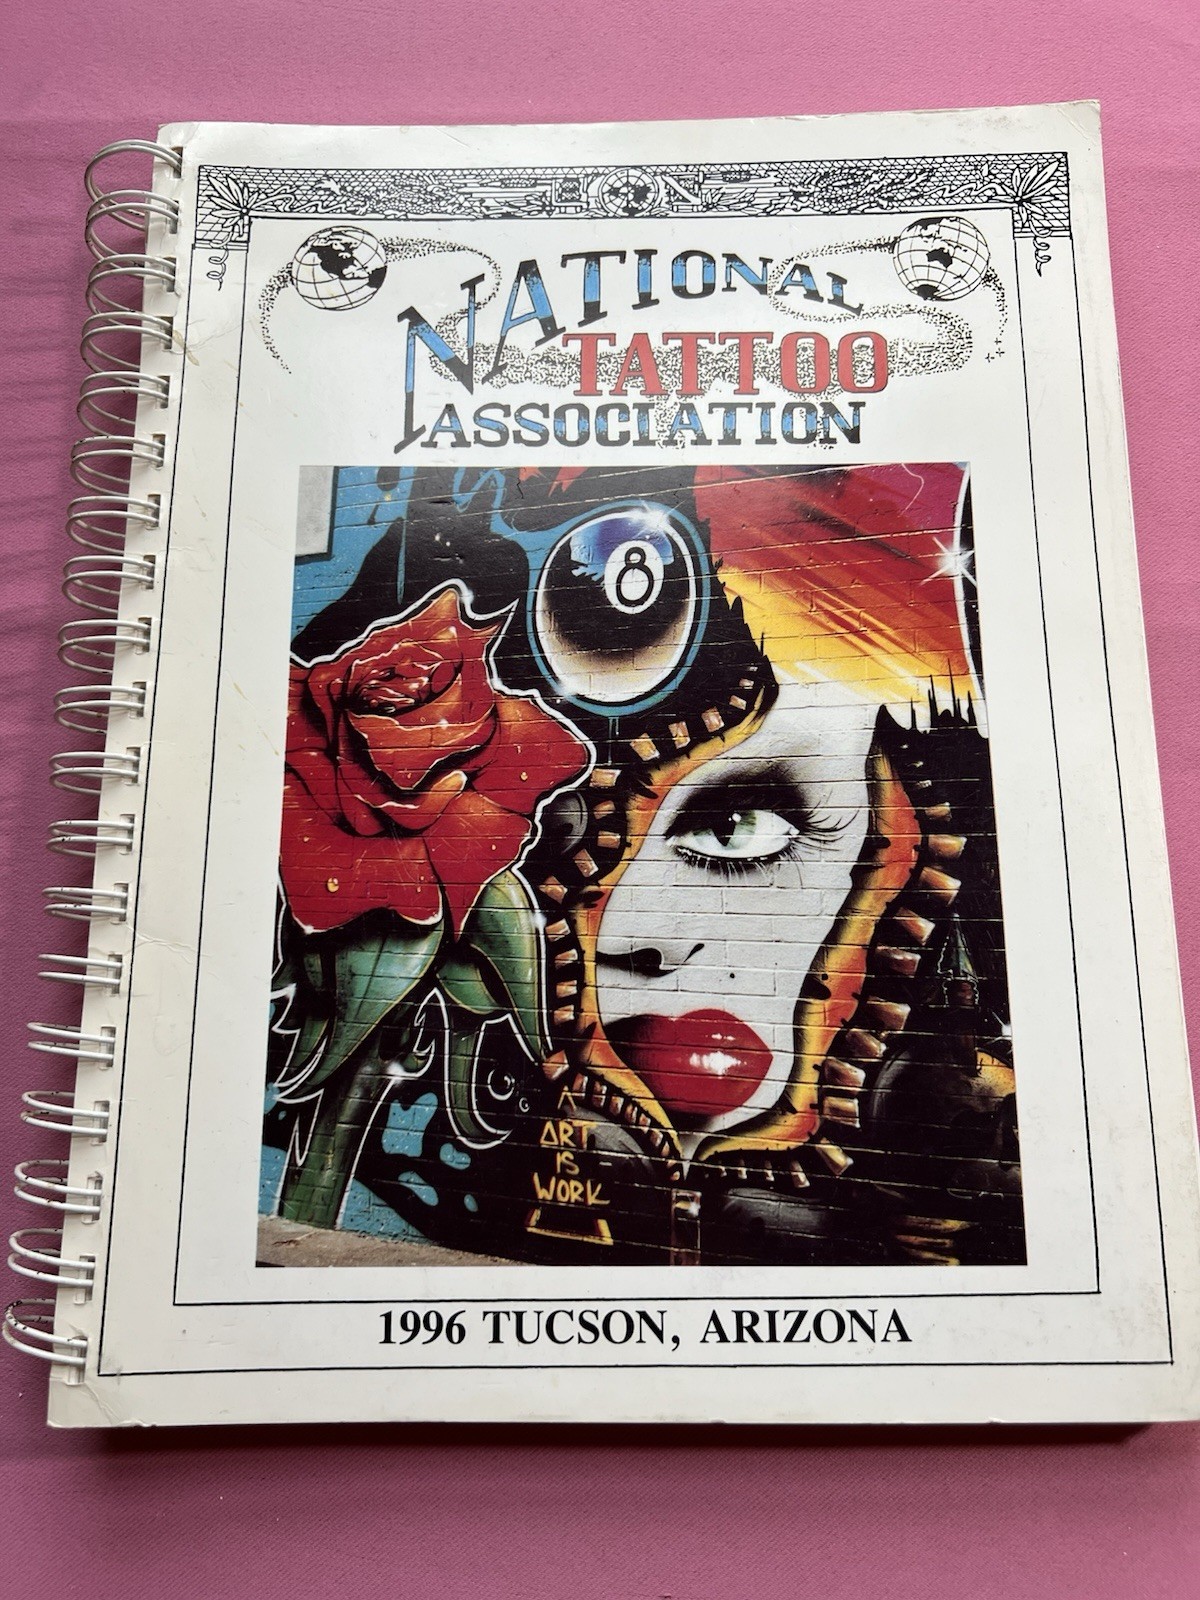 NATIONAL
TATTOO
ASSOCIATION
8
ART
IS
WORK
1996 TUCSON, ARIZONA